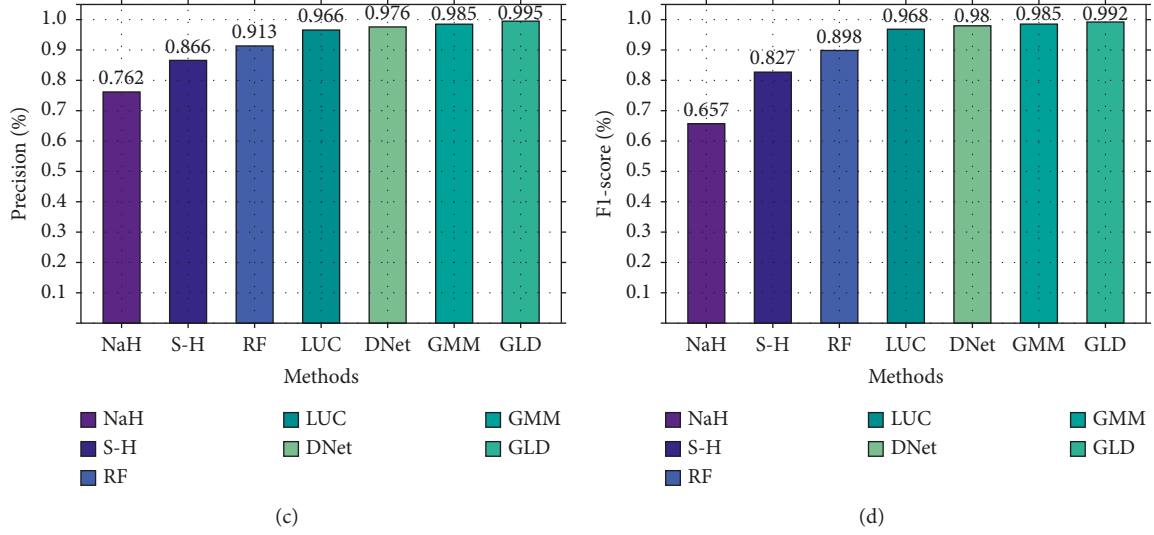 1.0
0.9
0.8
0.7
0.6
0.5
0.4
0.3
0.2
0.1
Precision (%)
0.762
0.866
0.913
0.966
0.976
0.985
0.995
NaH S-H RF LUC DNet GMM GLD
Methods
NaH LUC GMM
S-H DNet GLD
RF
(c)
1.0
0.9
0.8
0.7
0.6
0.5
0.4
0.3
0.2
0.1
F1-score (%)
0.657
0.827
0.898
0.968
0.98
0.985
0.992
NaH S-H RF LUC DNet GMM GLD
Methods
NaH LUC GMM
S-H DNet GLD
RF
(d)